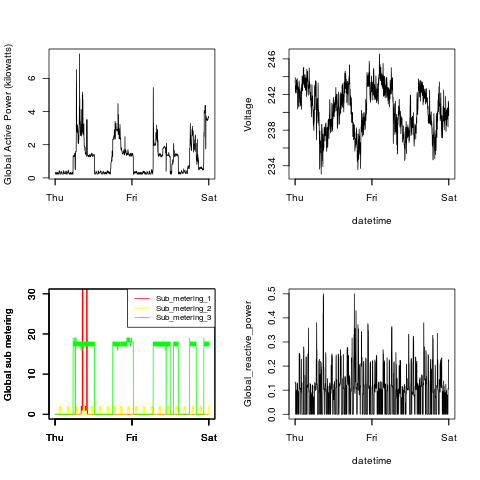 Global Active Power (kilowatts)
0 2 4 6
Thu Fri Sat
Voltage
234 238 242 246
Thu Fri Sat
datetime
Global sub metering
0 10 20 30
Sub_metering_1
Sub_metering_2
Sub_metering_3
Thu Fri Sat
Global_reactive_power
0.0 0.1 0.2 0.3 0.4 0.5
Thu Fri Sat
datetime